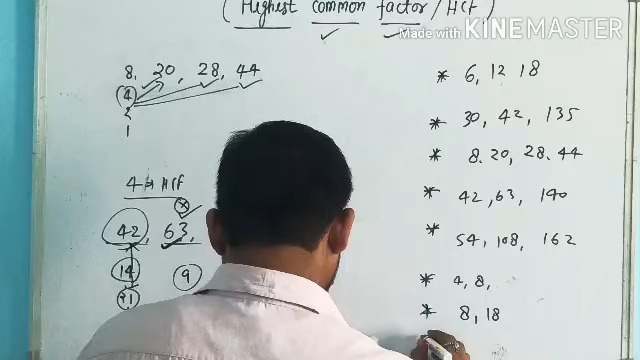 ( Highest common factor / HCF )
Made with KINEMASTER
8, 20, 28, 44
4
2
1
4 ⇒ HCF
42, 63,
14
9
21
* 6, 12 18
* 30, 42, 135
* 8. 20, 28. 44
* 42, 63, 140
* 54, 108, 162
* 4, 8,
* 8, 18
*